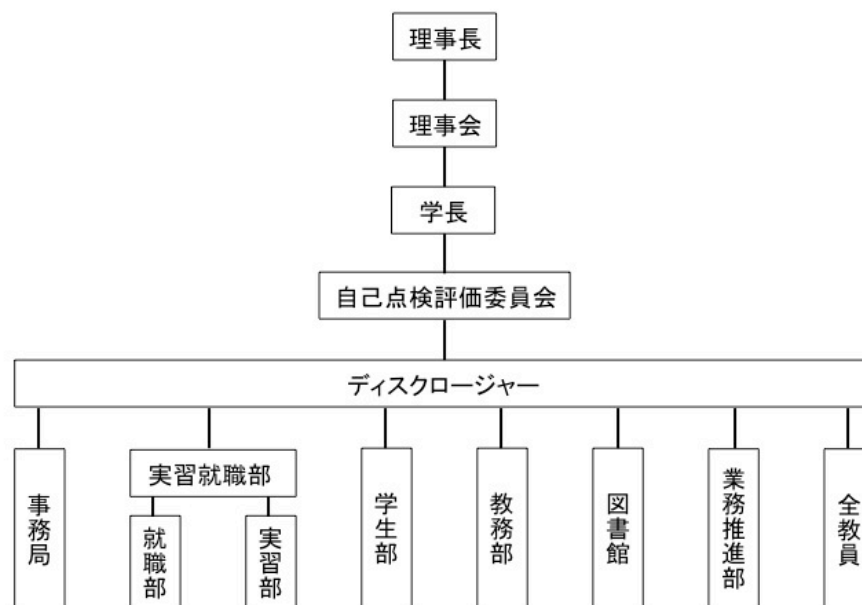 理事長
理事会
学長
自己点検評価委員会
ディスクロージャー
事務局
実習就職部
就職部
実習部
学生部
教務部
図書館
業務推進部
全教員